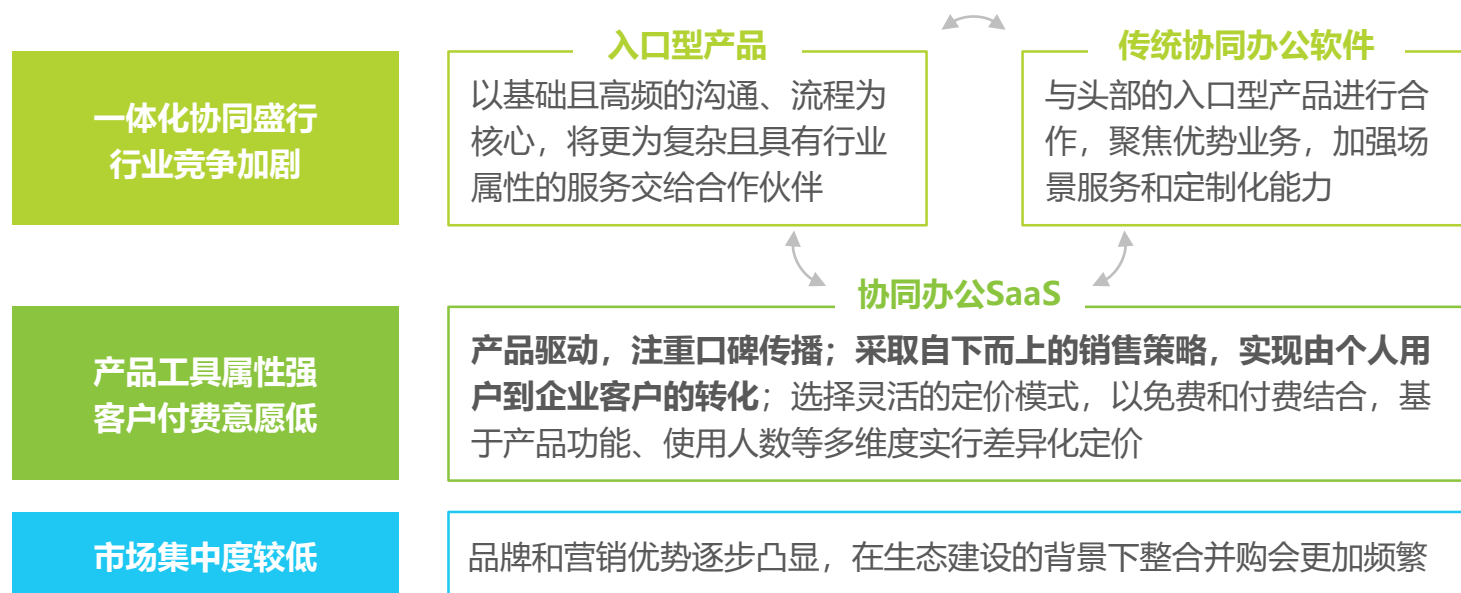 一体化协同盛行
行业竞争加剧
入口型产品
以基础且高频的沟通、流程为
核心，将更为复杂且具有行业
属性的服务交给合作伙伴
传统协同办公软件
与头部的入口型产品进行合
作，聚焦优势业务，加强场
景服务和定制化能力
产品工具属性强
客户付费意愿低
协同办公SaaS
产品驱动，注重口碑传播；采取自下而上的销售策略，实现由个人用
户到企业客户的转化；选择灵活的定价模式，以免费和付费结合，基
于产品功能、使用人数等多维度实行差异化定价
市场集中度较低
品牌和营销优势逐步凸显，在生态建设的背景下整合并购会更加频繁